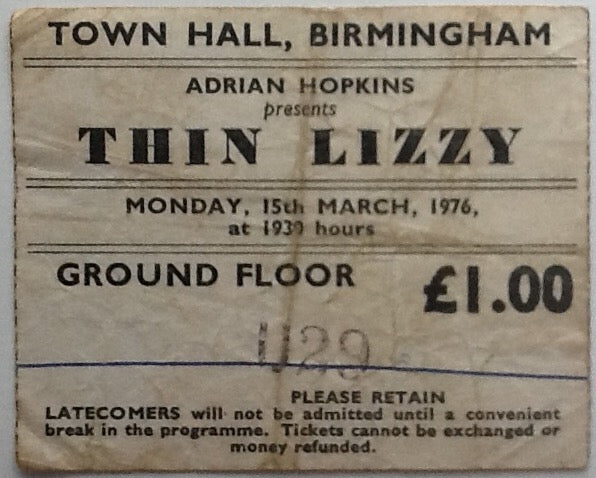 TOWN HALL, BIRMINGHAM
ADRIAN HOPKINS
presents
THIN LIZZY
MONDAY, 15th MARCH, 1976,
at 1930 hours
GROUND FLOOR £1.00
U29
PLEASE RETAIN
LATECOMERS will not be admitted until a convenient
break in the programme. Tickets cannot be exchanged or
money refunded.